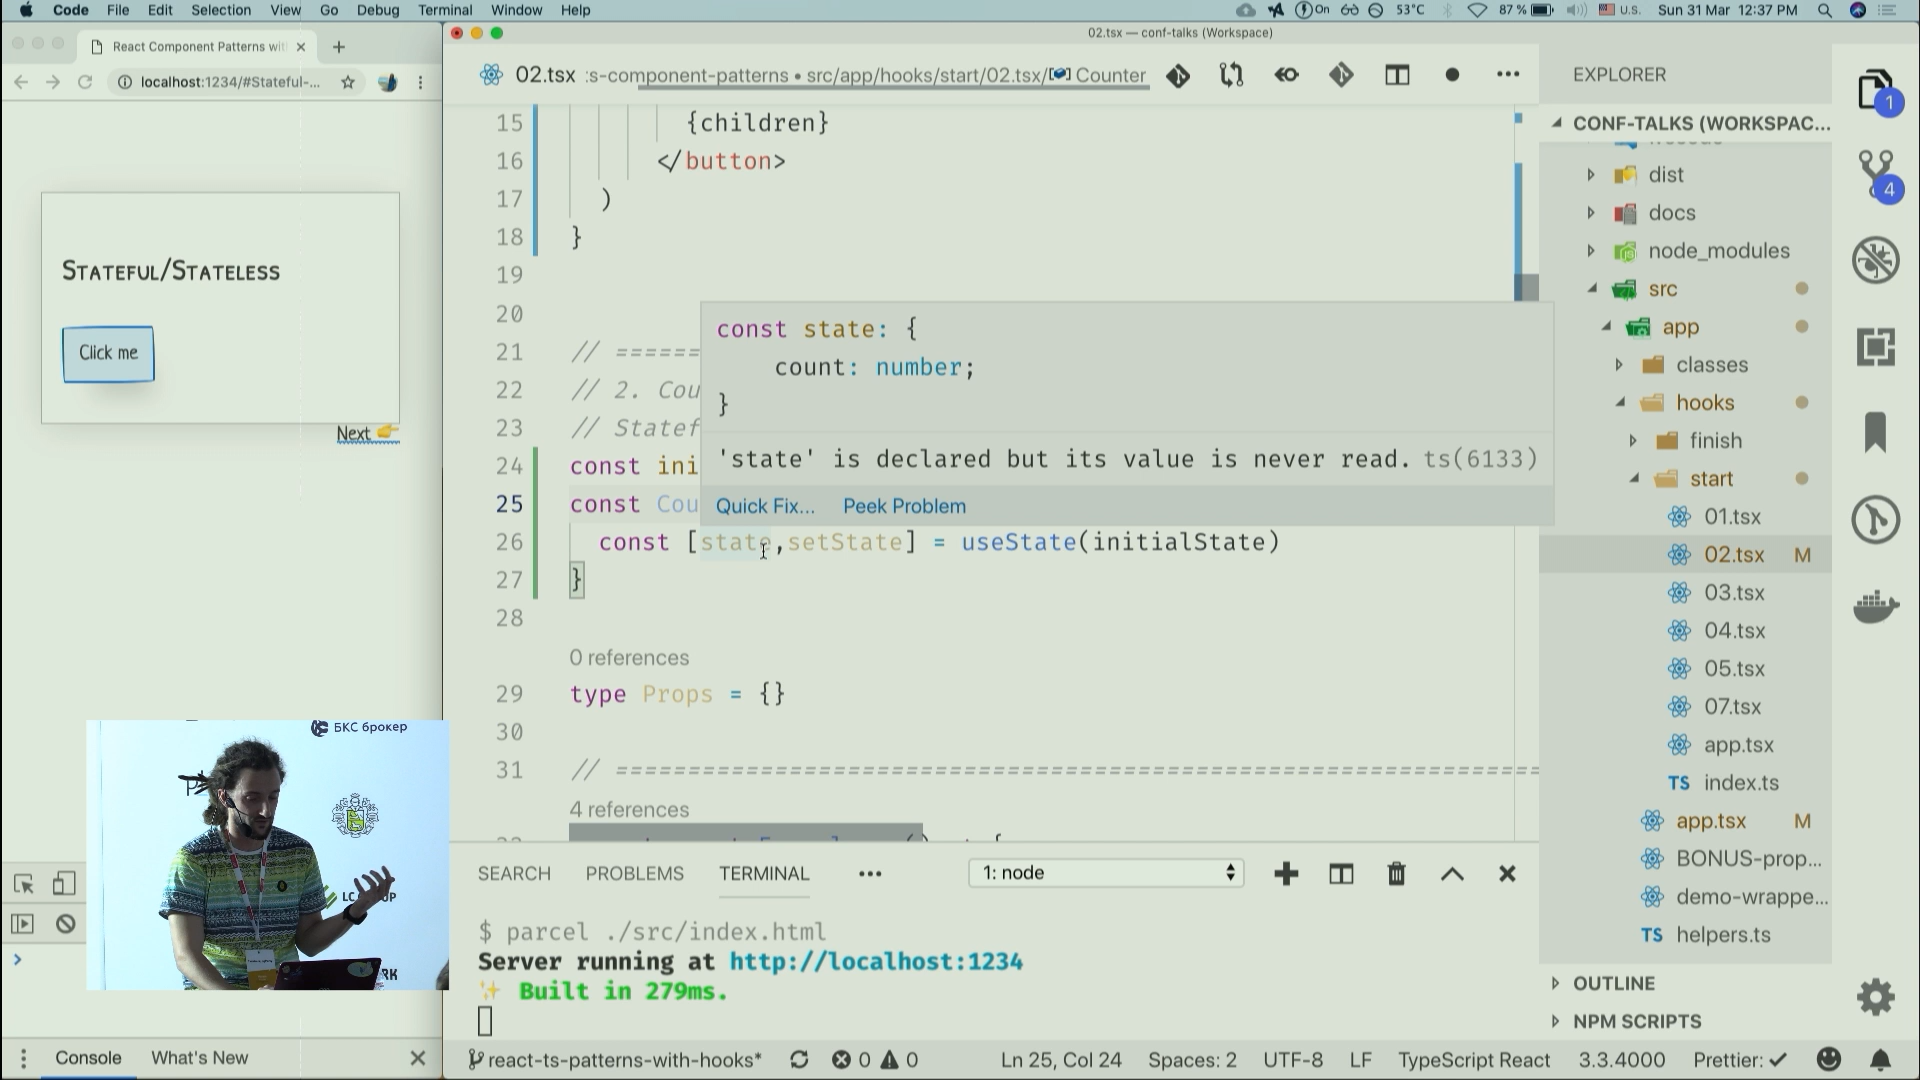 Code File Edit Selection View Go Debug Terminal Window Help
On 53°C 87 % U.S. Sun 31 Mar 12:37 PM
React Component Patterns wit
localhost:1234/#Stateful-...
Stateful/Stateless
Click me
Next
02.tsx — conf-talks (Workspace)
02.tsx :s-component-patterns • src/app/hooks/start/02.tsx/ Counter
15 {children}
16 </button>
17 )
18 }
19
20
21 // ======
22 // 2. Cou
23 // Statef
24 const ini
25 const Cou
26 const [state,setState] = useState(initialState)
27 }
28
0 references
29 type Props = {}
30
31 // ================================================================
4 references
const state: {
count: number;
}
'state' is declared but its value is never read. ts(6133)
Quick Fix... Peek Problem
EXPLORER
CONF-TALKS (WORKSPAC...
dist
docs
node_modules
src
app
classes
hooks
finish
start
01.tsx
02.tsx M
03.tsx
04.tsx
05.tsx
07.tsx
app.tsx
TS index.ts
app.tsx M
BONUS-prop...
demo-wrappe...
TS helpers.ts
OUTLINE
NPM SCRIPTS
1
4
SEARCH PROBLEMS TERMINAL 1: node
$ parcel ./src/index.html
Server running at http://localhost:1234
Built in 279ms.
БКС брокер
Console What's New
react-ts-patterns-with-hooks* 0 0 Ln 25, Col 24 Spaces: 2 UTF-8 LF TypeScript React 3.3.4000 Prettier: